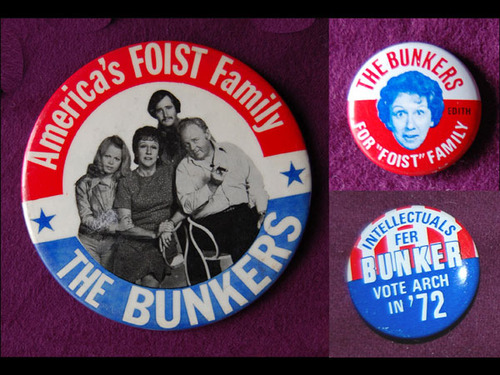 America's FOIST Family
THE BUNKERS
THE BUNKERS
EDITH
FOR "FOIST" FAMILY
INTELLECTUALS
FER
BUNKER
VOTE ARCH
IN '72